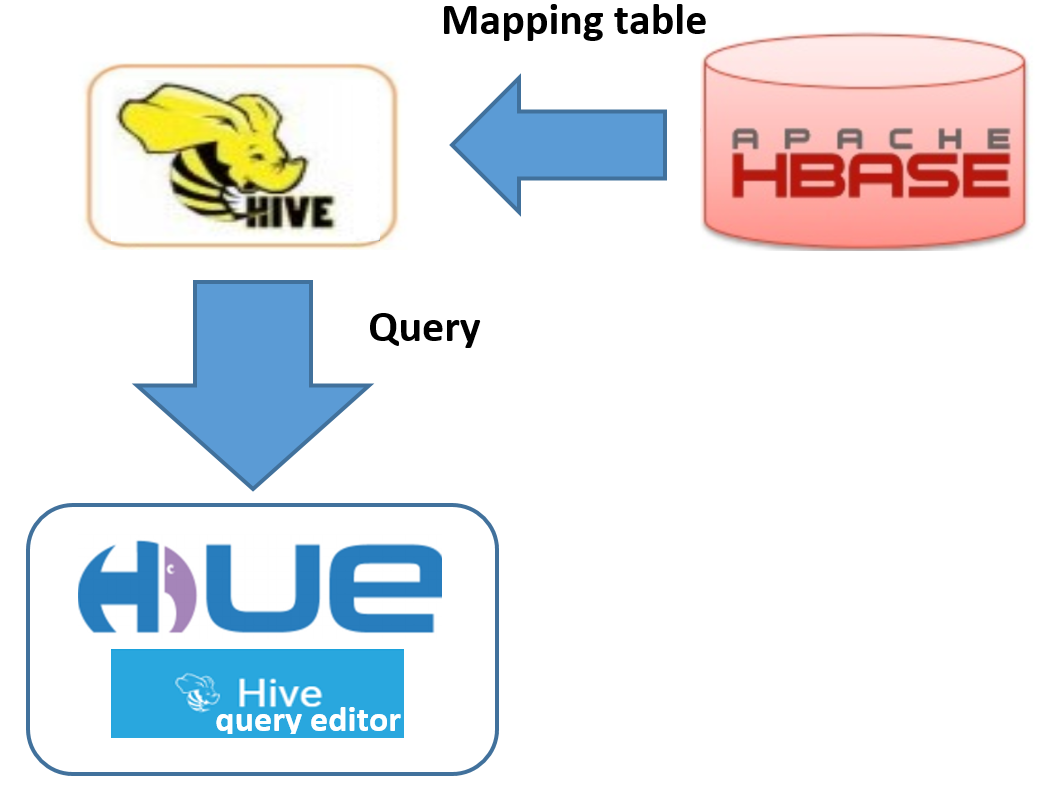 Mapping table
APACHE
HBASE
HIVE
Query
HUE
Hive
query editor